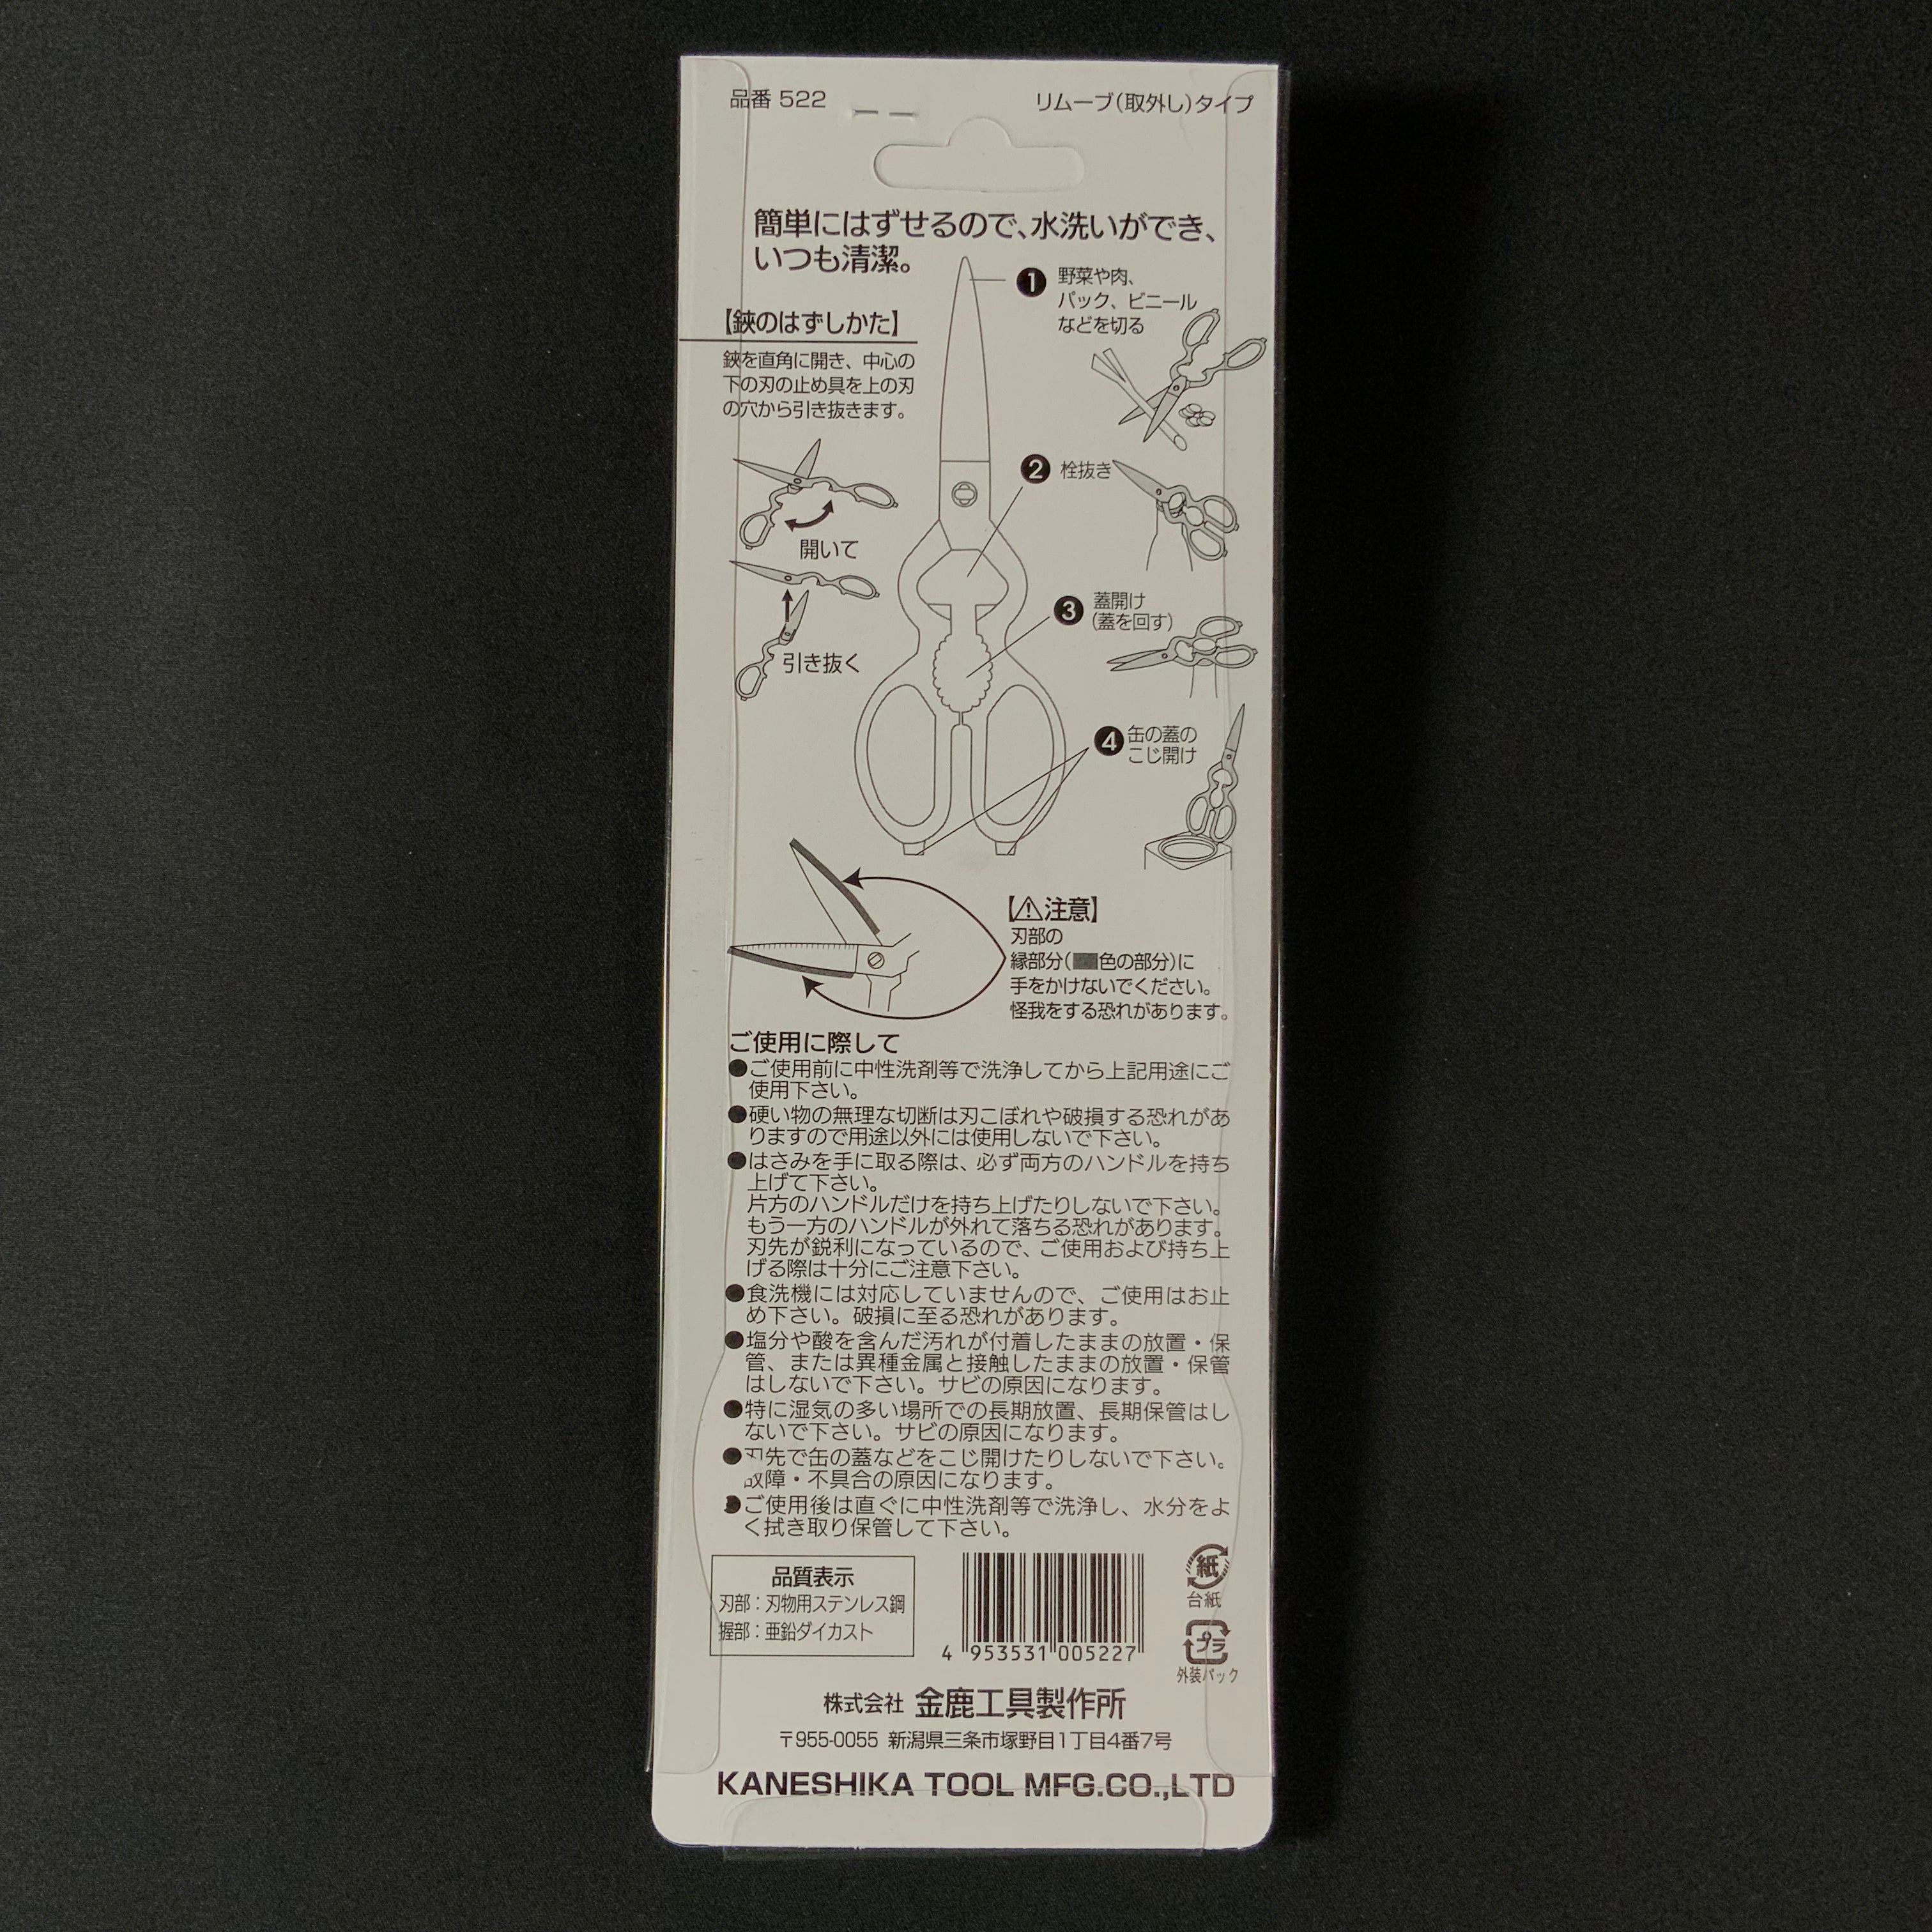 品番 522
リムーブ(取外し)タイプ
簡単にはずせるので、水洗いができ、
いつも清潔。
【鋏のはずしかた】
鋏を直角に開き、中心の
下の刃の止め具を上の刃
の穴から引き抜きます。
開いて
引き抜く
❶ 野菜や肉、
パック、ビニール
などを切る
❷ 栓抜き
❸ 蓋開け
(蓋を回す)
❹ 缶の蓋の
こじ開け
【⚠注意】
刃部の
縁部分(■色の部分)に
手をかけないでください。
怪我をする恐れがあります。
ご使用に際して
●ご使用前に中性洗剤等で洗浄してから上記用途にご
使用下さい。
●硬い物の無理な切断は刃こぼれや破損する恐れがあ
りますので用途以外には使用しないで下さい。
●はさみを手に取る際は、必ず両方のハンドルを持ち
上げて下さい。
片方のハンドルだけを持ち上げたりしないで下さい。
もう一方のハンドルが外れて落ちる恐れがあります。
刃先が鋭利になっているので、ご使用および持ち上
げる際は十分にご注意下さい。
●食洗機には対応していませんので、ご使用はお止
め下さい。破損に至る恐れがあります。
●塩分や酸を含んだ汚れが付着したままの放置・保
管、または異種金属と接触したままの放置・保管
はしないで下さい。サビの原因になります。
●特に湿気の多い場所での長期放置、長期保管はし
ないで下さい。サビの原因になります。
●刃先で缶の蓋などをこじ開けたりしないで下さい。
故障・不具合の原因になります。
●ご使用後は直ぐに中性洗剤等で洗浄し、水分をよ
く拭き取り保管して下さい。
品質表示
刃部：刃物用ステンレス鋼
握部：亜鉛ダイカスト
4 953531 005227
紙
台紙
プラ
外装パック
株式会社 金鹿工具製作所
〒955-0055 新潟県三条市塚野目1丁目4番7号
KANESHIKA TOOL MFG.CO.,LTD